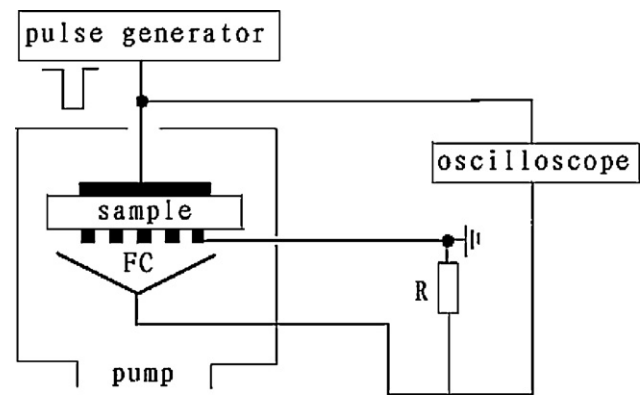 pulse generator
oscilloscope
sample
FC
R
pump